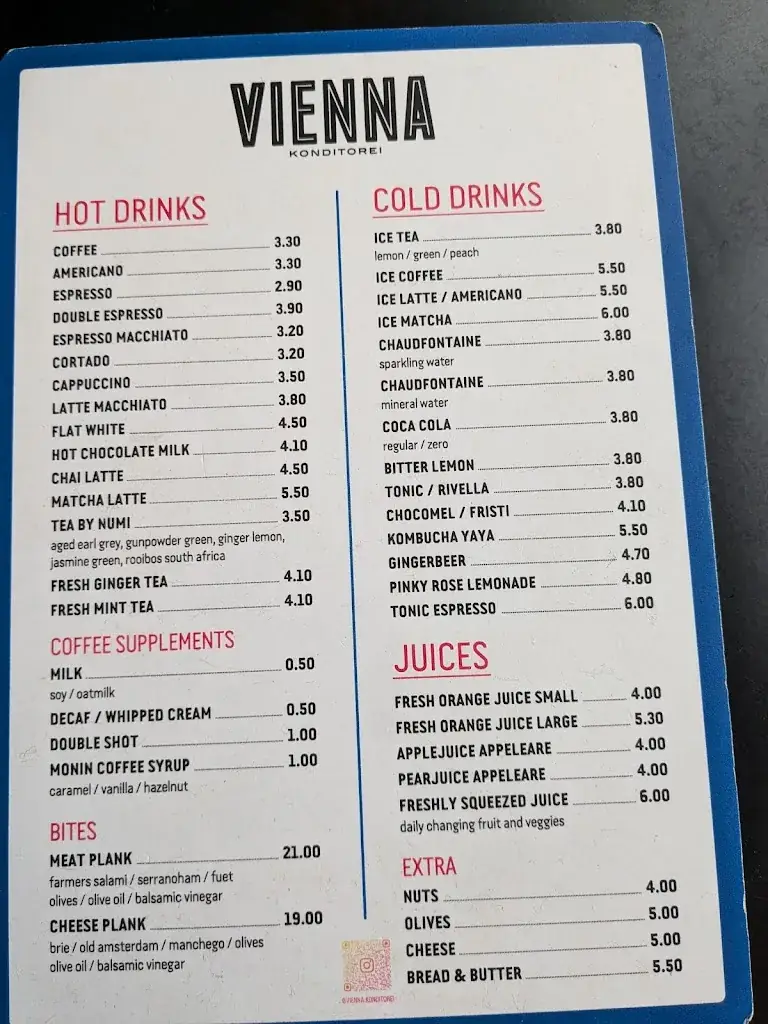 VIENNA
KONDITOREI
HOT DRINKS
COFFEE 3.30
AMERICANO 3.30
ESPRESSO 2.90
DOUBLE ESPRESSO 3.90
ESPRESSO MACCHIATO 3.20
CORTADO 3.20
CAPPUCCINO 3.50
LATTE MACCHIATO 3.80
FLAT WHITE 4.50
HOT CHOCOLATE MILK 4.10
CHAI LATTE 4.50
MATCHA LATTE 5.50
TEA BY NUMI 3.50
aged earl grey, gunpowder green, ginger lemon,
jasmine green, rooibos south africa
FRESH GINGER TEA 4.10
FRESH MINT TEA 4.10
COFFEE SUPPLEMENTS
MILK 0.50
soy / oatmilk
DECAF / WHIPPED CREAM 0.50
DOUBLE SHOT 1.00
MONIN COFFEE SYRUP 1.00
caramel / vanilla / hazelnut
BITES
MEAT PLANK 21.00
farmers salami / serranoham / fuet
olives / olive oil / balsamic vinegar
CHEESE PLANK 19.00
brie / old amsterdam / manchego / olives
olive oil / balsamic vinegar
COLD DRINKS
ICE TEA 3.80
lemon / green / peach
ICE COFFEE 5.50
ICE LATTE / AMERICANO 5.50
ICE MATCHA 6.00
CHAUDFONTAINE 3.80
sparkling water
CHAUDFONTAINE 3.80
mineral water
COCA COLA 3.80
regular / zero
BITTER LEMON 3.80
TONIC / RIVELLA 3.80
CHOCOMEL / FRISTI 4.10
KOMBUCHA YAYA 5.50
GINGERBEER 4.70
PINKY ROSE LEMONADE 4.80
TONIC ESPRESSO 6.00
JUICES
FRESH ORANGE JUICE SMALL 4.00
FRESH ORANGE JUICE LARGE 5.30
APPLEJUICE APPELEARE 4.00
PEARJUICE APPELEARE 4.00
FRESHLY SQUEEZED JUICE 6.00
daily changing fruit and veggies
EXTRA
NUTS 4.00
OLIVES 5.00
CHEESE 5.00
BREAD & BUTTER 5.50
@VIENNA.KONDITOREI